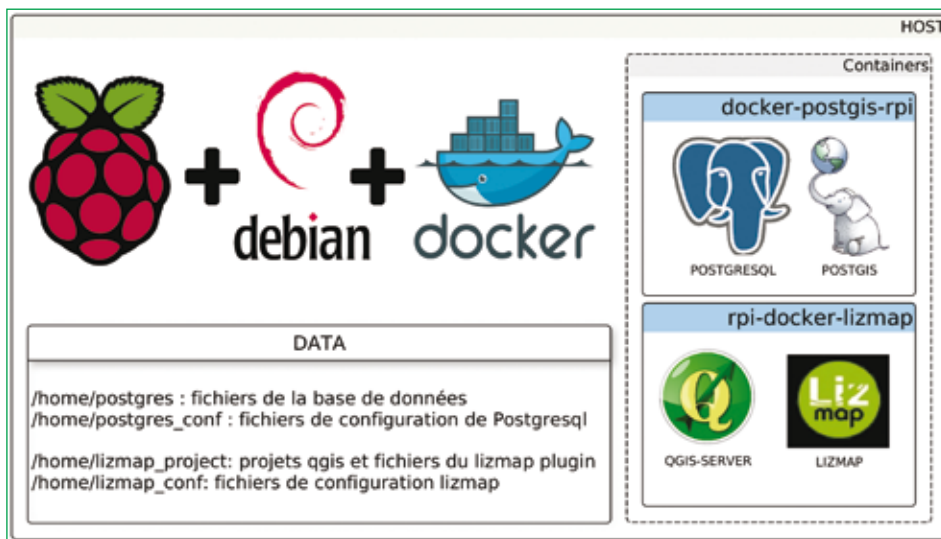 HOST
Containers
debian
docker
docker-postgis-rpi
POSTGRESQL
POSTGIS
rpi-docker-lizmap
QGIS-SERVER
Liz
map
LIZMAP
DATA
/home/postgres : fichiers de la base de données
/home/postgres_conf : fichiers de configuration de Postgresql
/home/lizmap_project: projets qgis et fichiers du lizmap plugin
/home/lizmap_conf: fichiers de configuration lizmap